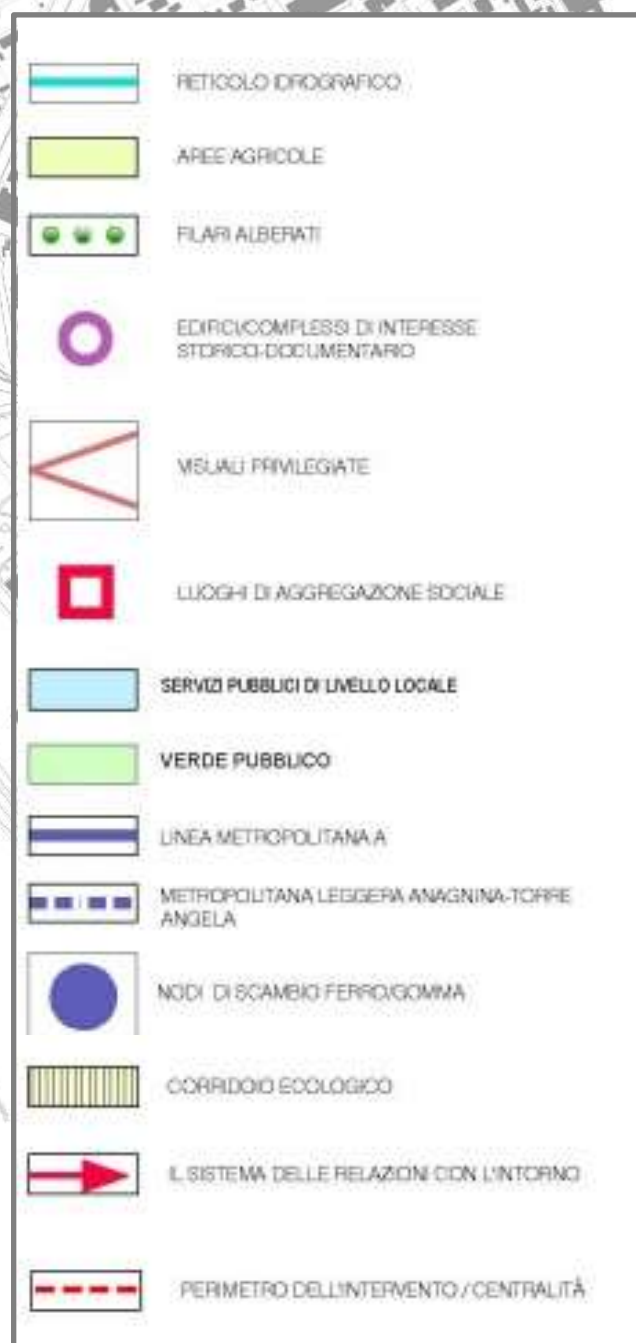 RETICOLO IDROGRAFICO
AREE AGRICOLE
FILARI ALBERATI
EDIFICI/COMPLESSI DI INTERESSE
STORICO-DOCUMENTARIO
VISUALI PRIVILEGIATE
LUOGHI DI AGGREGAZIONE SOCIALE
SERVIZI PUBBLICI DI LIVELLO LOCALE
VERDE PUBBLICO
LINEA METROPOLITANA A
METROPOLITANA LEGGERA ANAGNINA-TORRE
ANGELA
NODI DI SCAMBIO FERRO/GOMMA
CORRIDOIO ECOLOGICO
IL SISTEMA DELLE RELAZIONI CON L'INTORNO
PERIMETRO DELL'INTERVENTO / CENTRALITÀ